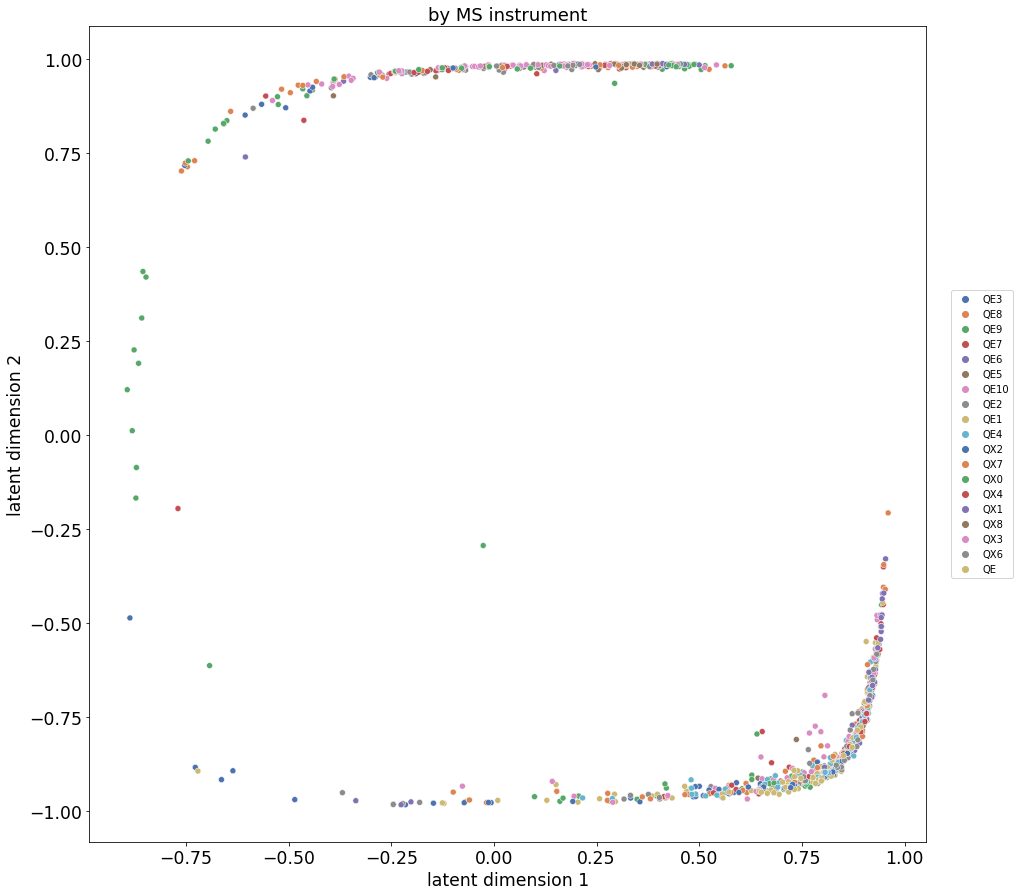 by MS instrument
1.00
0.75
0.50
0.25
0.00
−0.25
−0.50
−0.75
−1.00
latent dimension 2
−0.75
−0.50
−0.25
0.00
0.25
0.50
0.75
1.00
latent dimension 1
QE3
QE8
QE9
QE7
QE6
QE5
QE10
QE2
QE1
QE4
QX2
QX7
QX0
QX4
QX1
QX8
QX3
QX6
QE